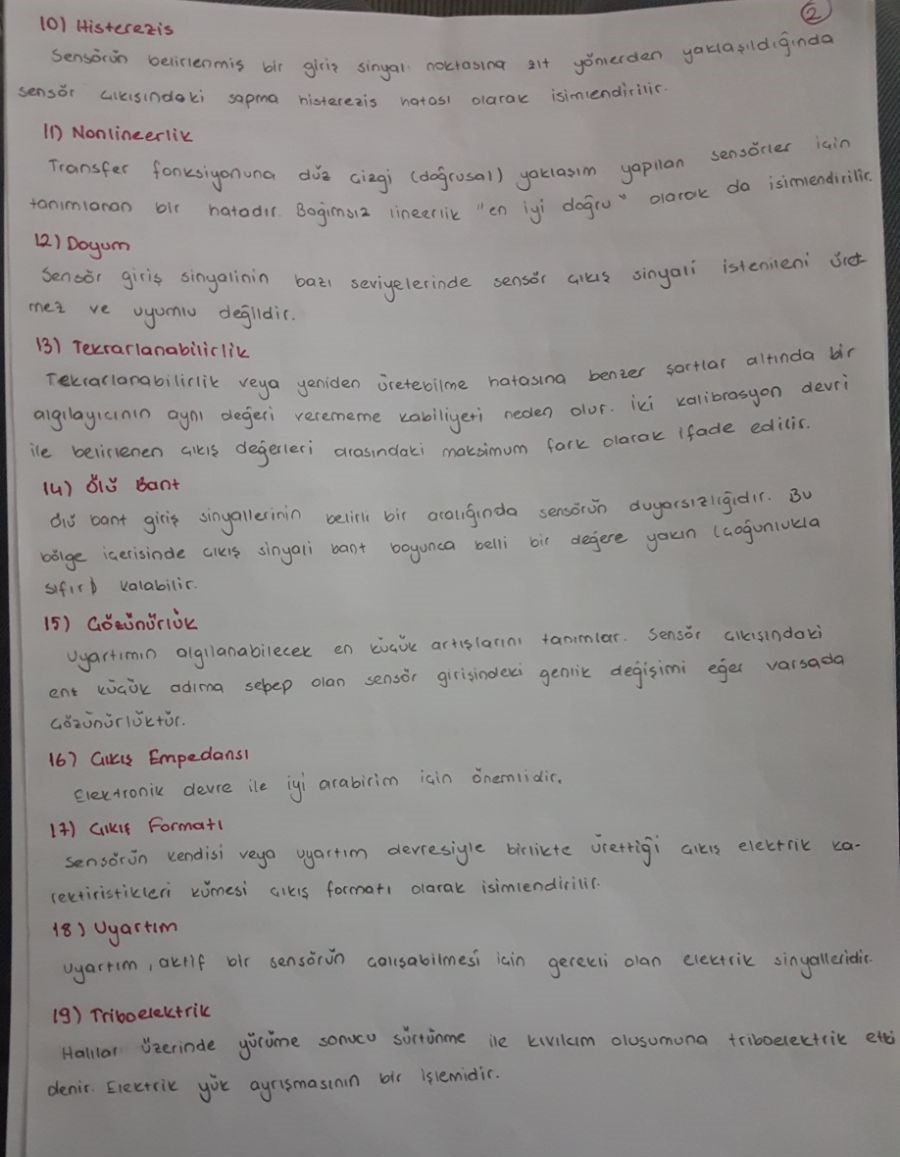 2
10) Histerezis
Sensörün belirlenmiş bir giriş sinyal noktasına zıt yönlerden yaklaşıldığında
sensör çıkışındaki sapma histerezis hatası olarak isimlendirilir.
11) Nonlineerlik
Transfer fonksiyonuna düz çizgi (doğrusal) yaklaşım yapılan sensörler için
tanımlanan bir hatadır. Bağımsız lineerlik "en iyi doğru" olarak da isimlendirilir.
12) Doyum
Sensör giriş sinyalinin bazı seviyelerinde sensör çıkış sinyali istenileni üret
mez ve uyumlu değildir.
13) Tekrarlanabilirlik
Tekrarlanabilirlik veya yeniden üretebilme hatasına benzer şartlar altında bir
algılayıcının aynı değeri verememe kabiliyeti neden olur. İki kalibrasyon devri
ile belirlenen çıkış değerleri arasındaki maksimum fark olarak ifade edilir.
14) Ölü Bant
Ölü bant giriş sinyallerinin belirli bir aralığında sensörün duyarsızlığıdır. Bu
bölge içerisinde çıkış sinyali bant boyunca belli bir değere yakın (çoğunlukla
sıfır) kalabilir.
15) Çözünürlük
Uyartımın algılanabilecek en küçük artışlarını tanımlar. Sensör çıkışındaki
ent küçük adıma sebep olan sensör girişindeki genlik değişimi eğer varsada
çözünürlüktür.
16) Çıkış Empedansı
Elektronik devre ile iyi arabirim için önemlidir.
17) Çıkış Formatı
Sensörün kendisi veya uyartım devresiyle birlikte ürettiği çıkış elektrik ka-
rektiristikleri kümesi çıkış formatı olarak isimlendirilir.
18) Uyartım
Uyartım, aktif bir sensörün çalışabilmesi için gerekli olan elektrik sinyalleridir.
19) Triboelektrik
Halılar üzerinde yürüme sonucu sürtünme ile kıvılcım oluşumuna triboelektrik etki
denir. Elektrik yük ayrışmasının bir işlemidir.